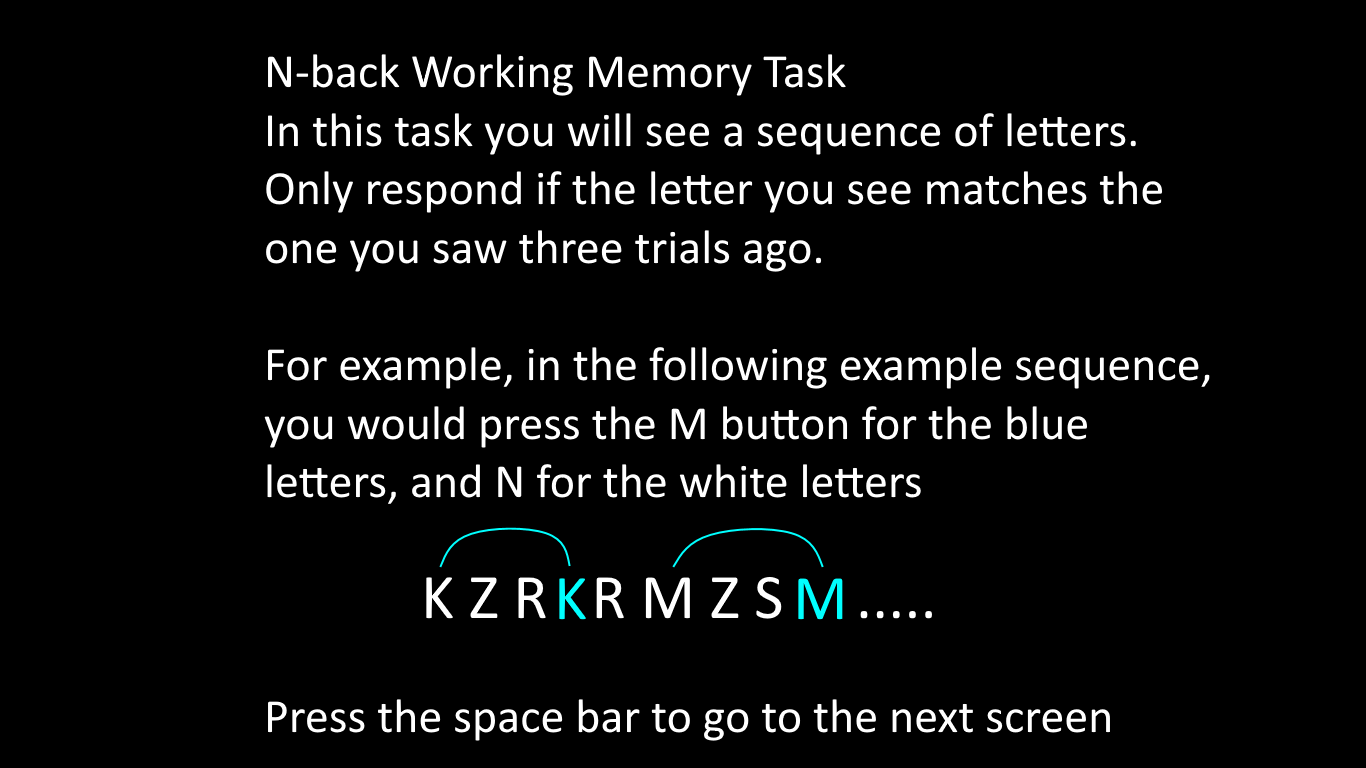 N-back Working Memory Task
In this task you will see a sequence of letters.
Only respond if the letter you see matches the
one you saw three trials ago.
For example, in the following example sequence,
you would press the M button for the blue
letters, and N for the white letters
K Z R K R M Z S M .....
Press the space bar to go to the next screen